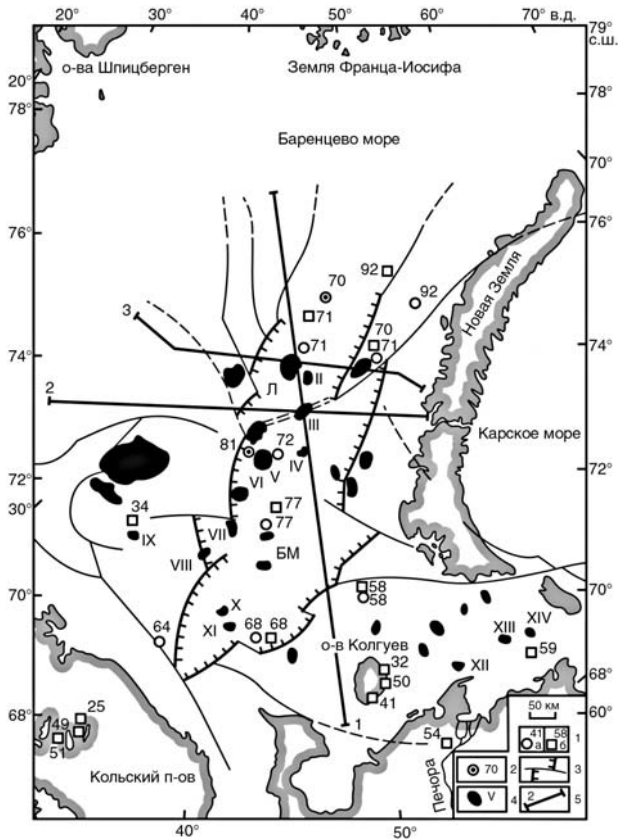 20° 30° 40° 50° 60° в.д. 79°
с.ш.
о-ва Шпицберген Земля Франца-Иосифа
20°
78°
Баренцево море
70°
76° 76°
92
70
92
71
Новая Земля
3
70
71 71
74° 74°
II
Л
2
III
Карское море
81 72
IV
V
72° VI 72°
30°
77
34
77
VII
IX
VIII БМ
58 70°
70° X 58
64 68 68 XIII XIV
XI
о-в Колгуев
59
32 XII
68°
50
25 41 50 км
68° 60°
49 1 54
51
41 58 1
а б
Кольский п-ов
Печора
70 2 3
V 4 2 5
40° 50°